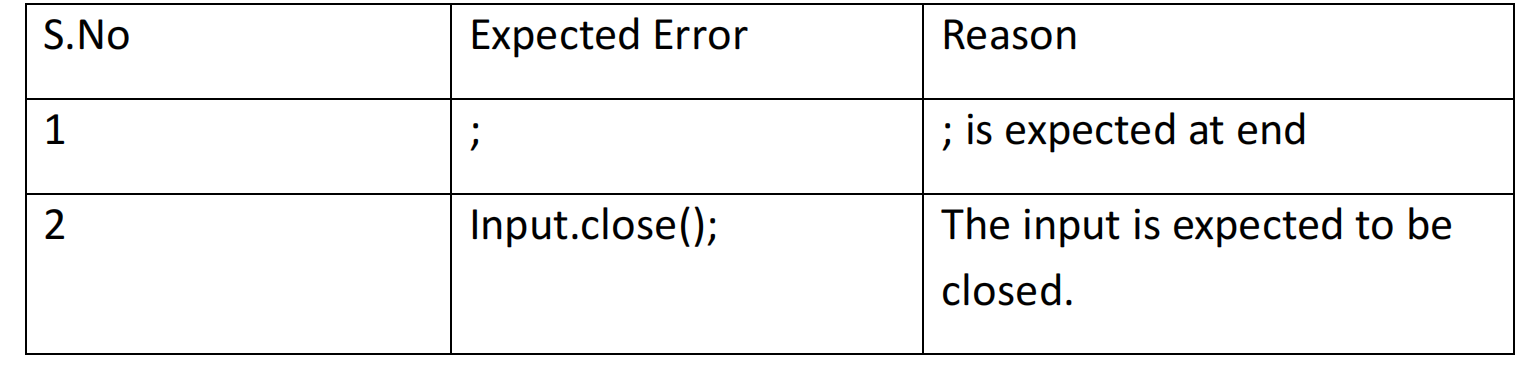 S.No Expected Error Reason
1 ; ; is expected at end
2 Input.close(); The input is expected to be
closed.